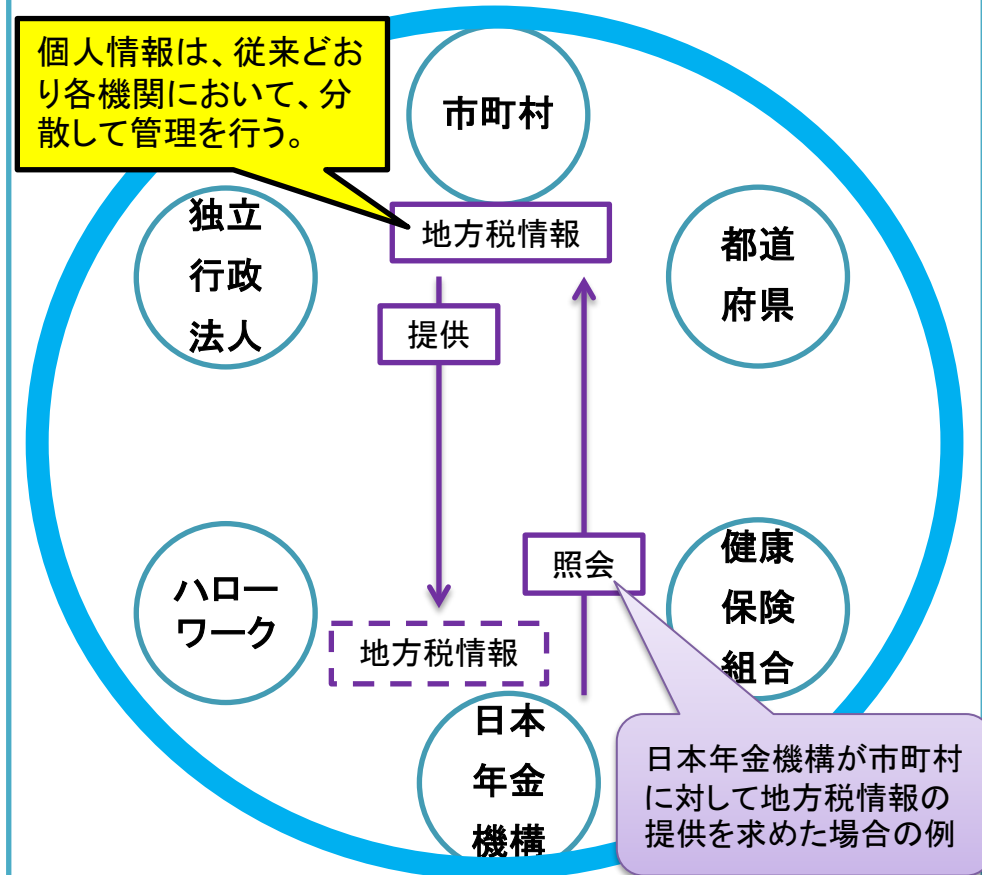 個人情報は、従来どお
り各機関において、分
散して管理を行う。
市町村
地方税情報
独立
行政
法人
都道
府県
提供
照会
ハロー
ワーク
健康
保険
組合
地方税情報
日本
年金
機構
日本年金機構が市町村
に対して地方税情報の
提供を求めた場合の例